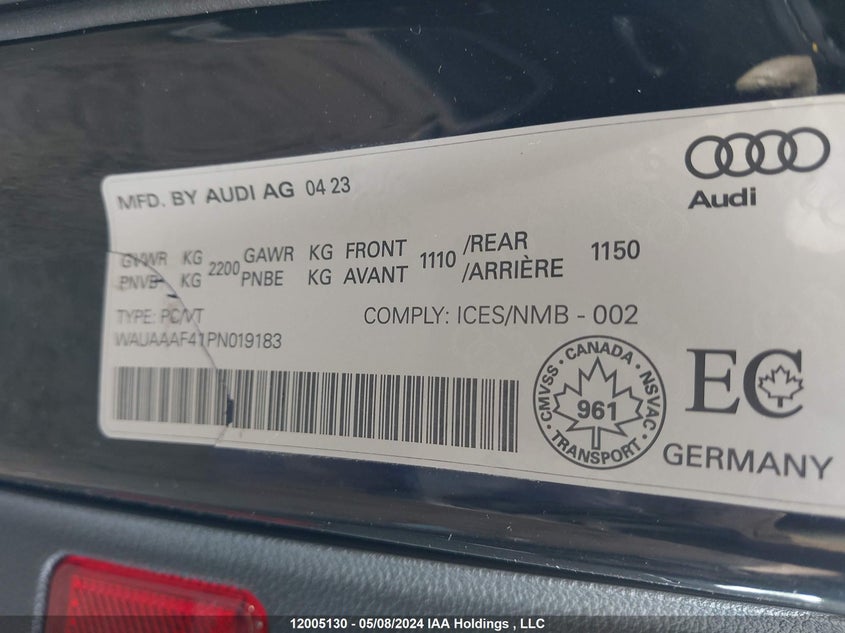 MFD. BY AUDI AG 04 23
Audi
GVWR KG 2200 GAWR KG FRONT 1110 /REAR 1150
PNVB KG PNBE KG AVANT /ARRIÈRE
TYPE: PC/VT COMPLY: ICES/NMB - 002
WAUAAAF41PN019183
CMVSS · CANADA · NSVAC · TRANSPORT ·
961
EC
GERMANY
12005130 - 05/08/2024 IAA Holdings , LLC